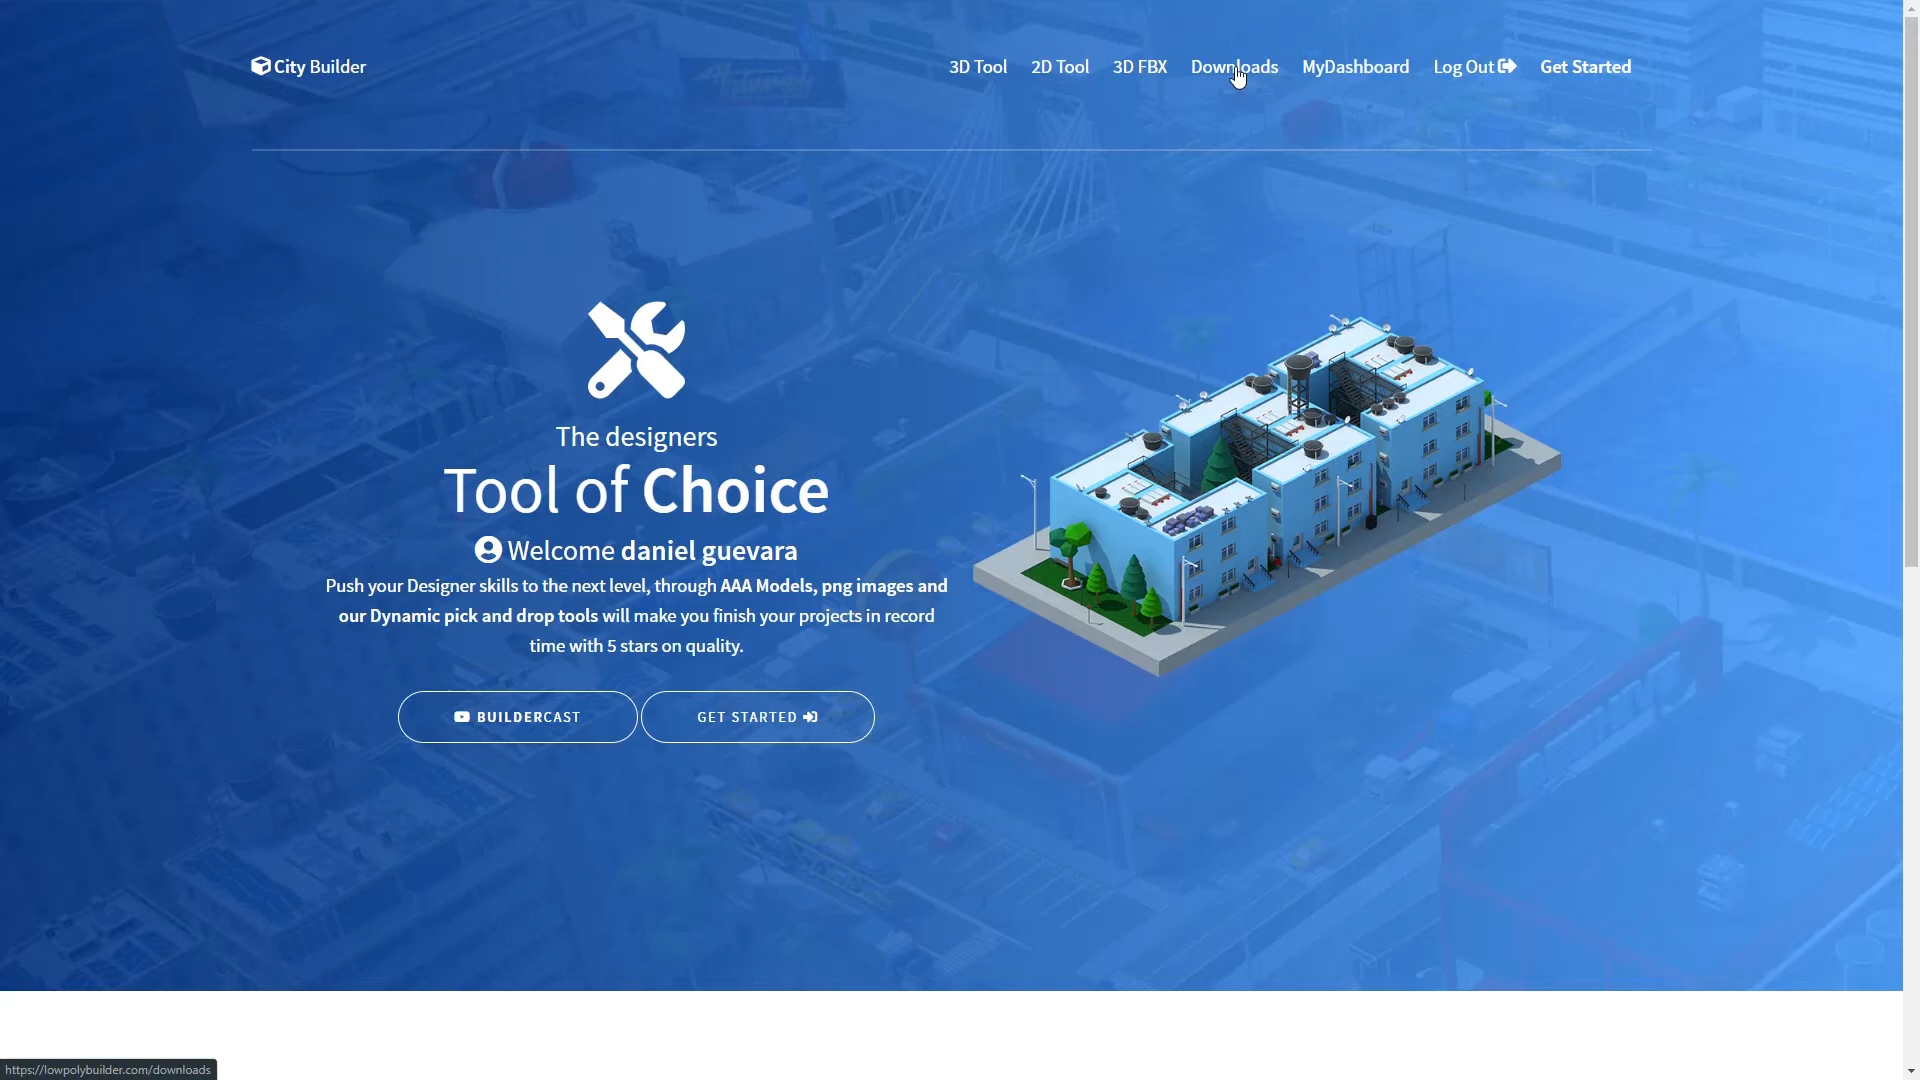 City Builder
3D Tool 2D Tool 3D FBX Downloads MyDashboard Log Out Get Started
The designers
Tool of Choice
Welcome daniel guevara
Push your Designer skills to the next level, through AAA Models, png images and
our Dynamic pick and drop tools will make you finish your projects in record
time with 5 stars on quality.
BUILDERCAST
GET STARTED
https://lowpolybuilder.com/downloads